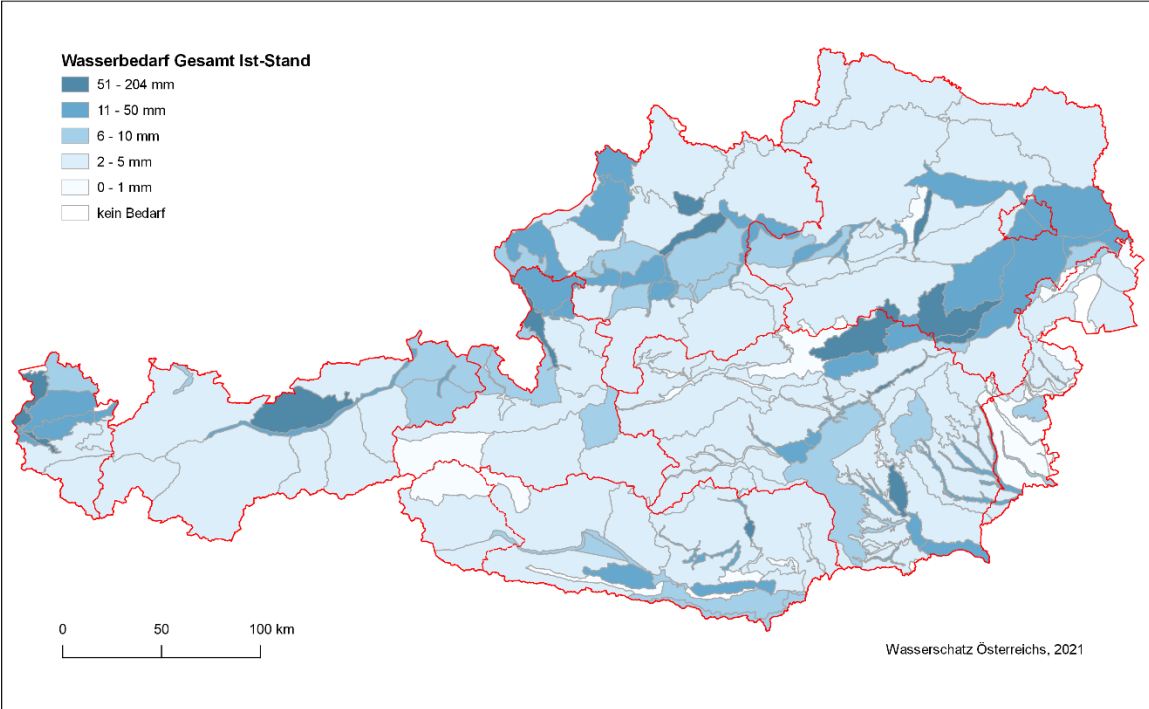 Wasserbedarf Gesamt Ist-Stand
51 - 204 mm
11 - 50 mm
6 - 10 mm
2 - 5 mm
0 - 1 mm
kein Bedarf
0 50 100 km
Wasserschatz Österreichs, 2021